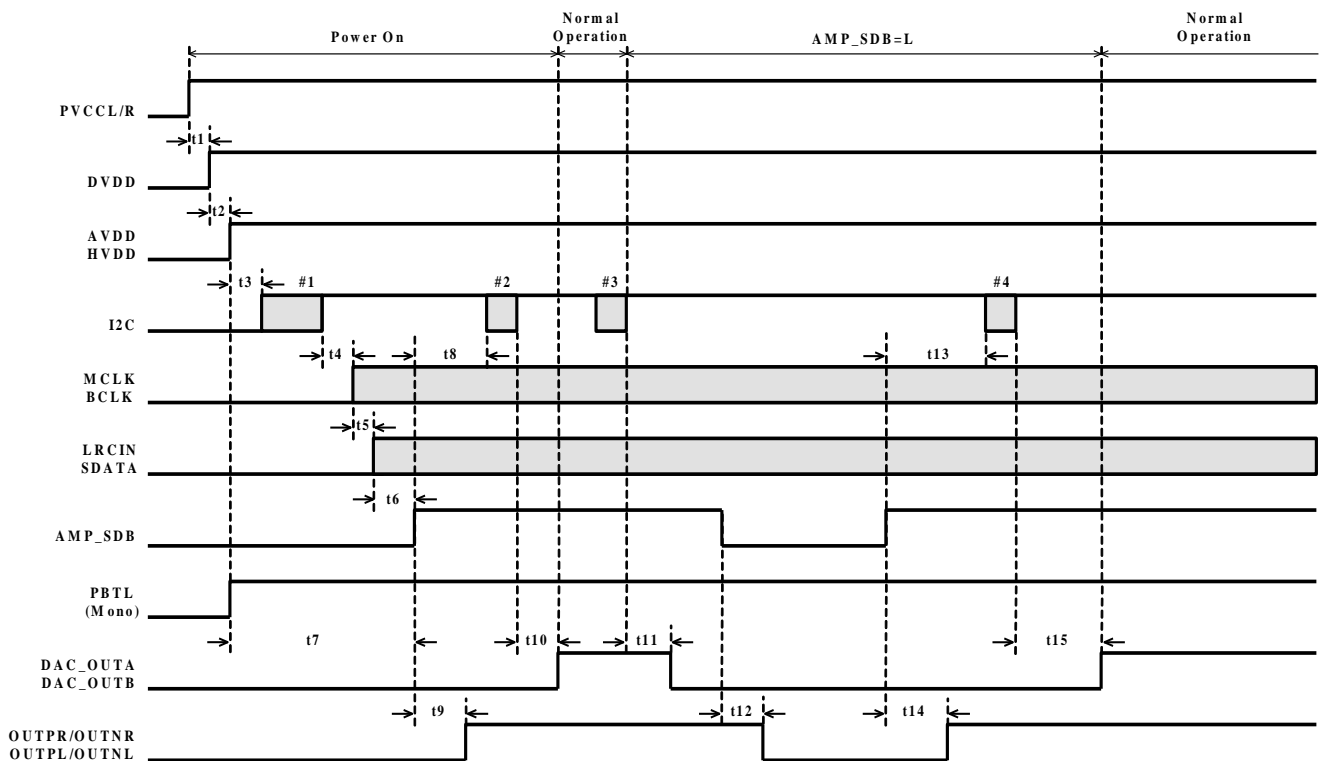 Power On
Normal
Operation
AMP_SDB=L
Normal
Operation
PVCCL/R
t1
DVDD
t2
AVDD
HVDD
t3
#1
#2
#3
#4
I2C
t4
t8
t13
MCLK
BCLK
t5
LRCIN
SDATA
t6
AMP_SDB
PBTL
(Mono)
t7
t10
t11
t15
DAC_OUTA
DAC_OUTB
t9
t12
t14
OUTPR/OUTNR
OUTPL/OUTNL